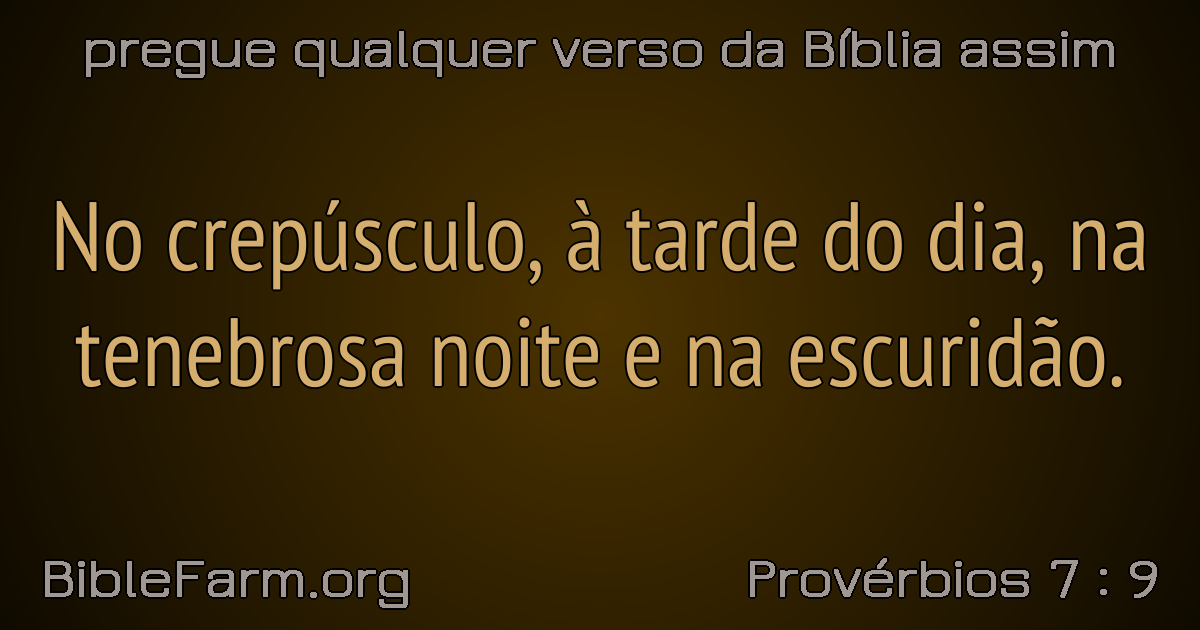 pregue qualquer verso da Bíblia assim
No crepúsculo, à tarde do dia, na
tenebrosa noite e na escuridão.
BibleFarm.org
Provérbios 7 : 9